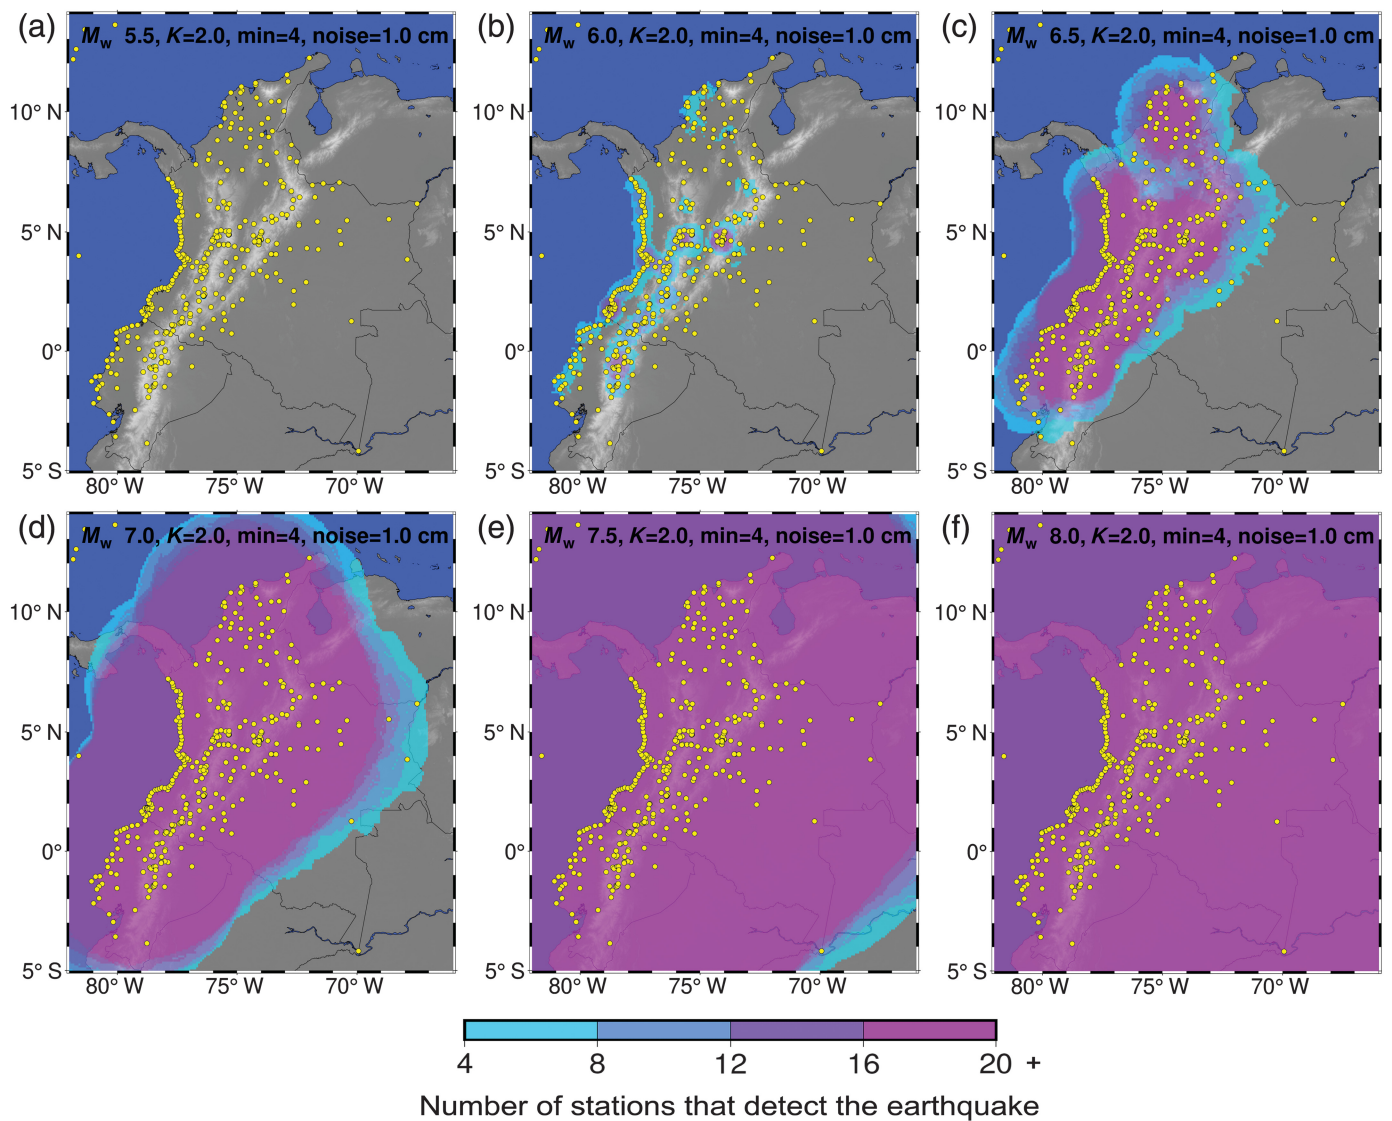 (a) Mw 5.5, K=2.0, min=4, noise=1.0 cm
(b) Mw 6.0, K=2.0, min=4, noise=1.0 cm
(c) Mw 6.5, K=2.0, min=4, noise=1.0 cm
10° N
5° N
0°
5° S
80° W 75° W 70° W
10° N
5° N
0°
5° S
80° W 75° W 70° W
10° N
5° N
0°
5° S
80° W 75° W 70° W
(d) Mw 7.0, K=2.0, min=4, noise=1.0 cm
(e) Mw 7.5, K=2.0, min=4, noise=1.0 cm
(f) Mw 8.0, K=2.0, min=4, noise=1.0 cm
10° N
5° N
0°
5° S
80° W 75° W 70° W
10° N
5° N
0°
5° S
80° W 75° W 70° W
10° N
5° N
0°
5° S
80° W 75° W 70° W
4 8 12 16 20 +
Number of stations that detect the earthquake